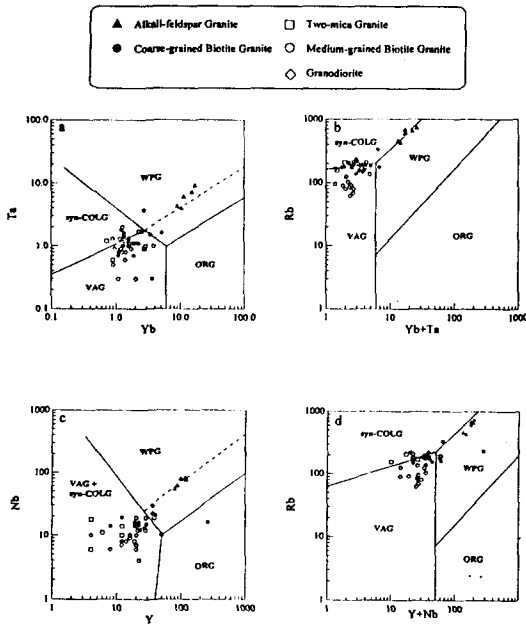 Alkali-feldspar Granite
Two-mica Granite
Coarse-grained Biotite Granite
Medium-grained Biotite Granite
Granodiorite
a
100.0
10.0
1.0
0.1
Ta
WPG
syn-COLG
VAG
ORG
0.1
1.0
10.0
100.0
Yb
b
1000
100
10
1
Rb
syn-COLG
WPG
VAG
ORG
1
10
100
1000
Yb+Ta
c
1000
100
10
1
Nb
WPG
VAG +
syn-COLG
ORG
1
10
100
1000
Y
d
1000
100
10
1
Rb
syn-COLG
WPG
VAG
ORG
1
10
100
1000
Y+Nb